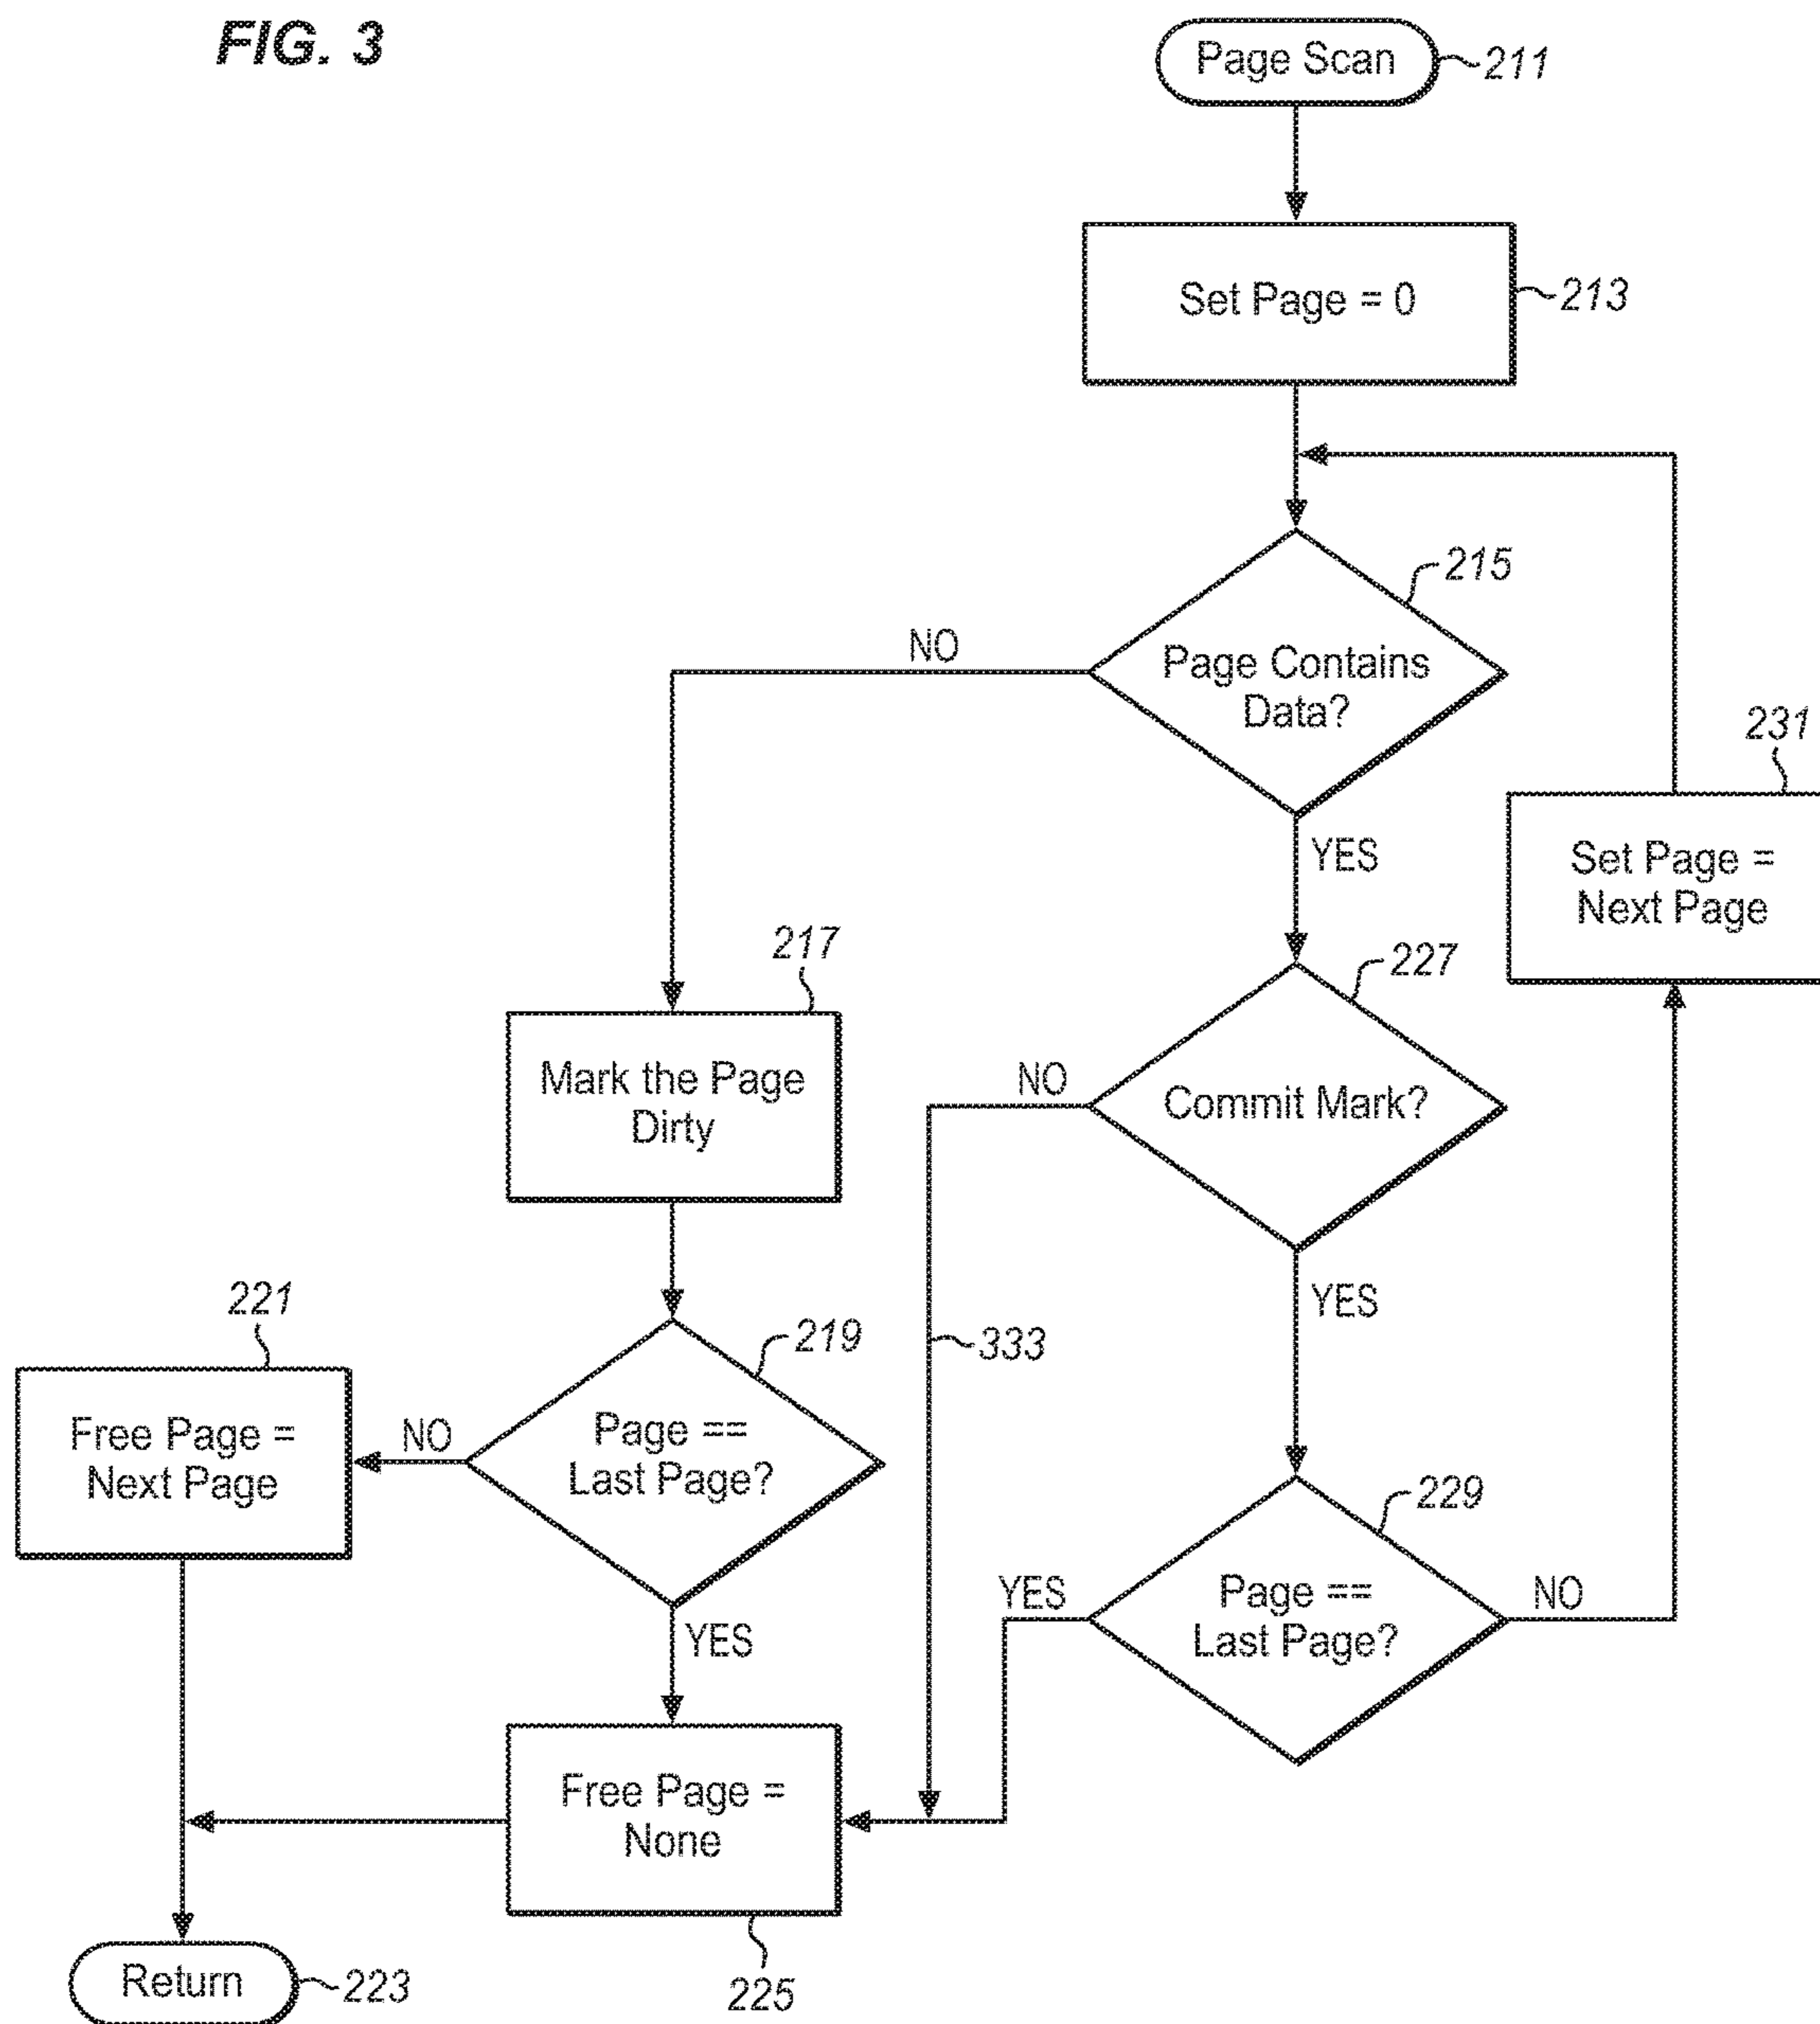 FIG. 3
Page Scan
211
Set Page = 0
213
215
NO
Page Contains
Data?
231
YES
Set Page =
Next Page
217
227
Mark the Page
Dirty
NO
Commit Mark?
221
YES
219
333
Free Page =
Next Page
NO
Page ==
Last Page?
229
YES
Page ==
Last Page?
NO
YES
Free Page =
None
Return
223
225